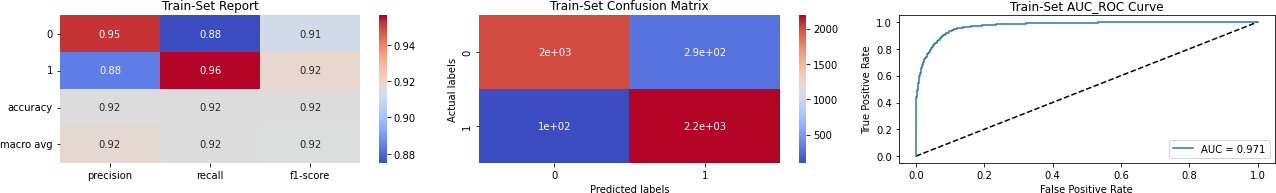 Train-Set Report
0 0.95 0.88 0.91
1 0.88 0.96 0.92
accuracy 0.92 0.92 0.92
macro avg 0.92 0.92 0.92
precision recall f1-score
0.94
0.92
0.90
0.88
Train-Set Confusion Matrix
Actual labels
0 2e+03 2.9e+02
1 1e+02 2.2e+03
0 1
Predicted labels
2000
1500
1000
500
Train-Set AUC_ROC Curve
True Positive Rate
1.0
0.8
0.6
0.4
0.2
0.0
AUC = 0.971
0.0 0.2 0.4 0.6 0.8 1.0
False Positive Rate